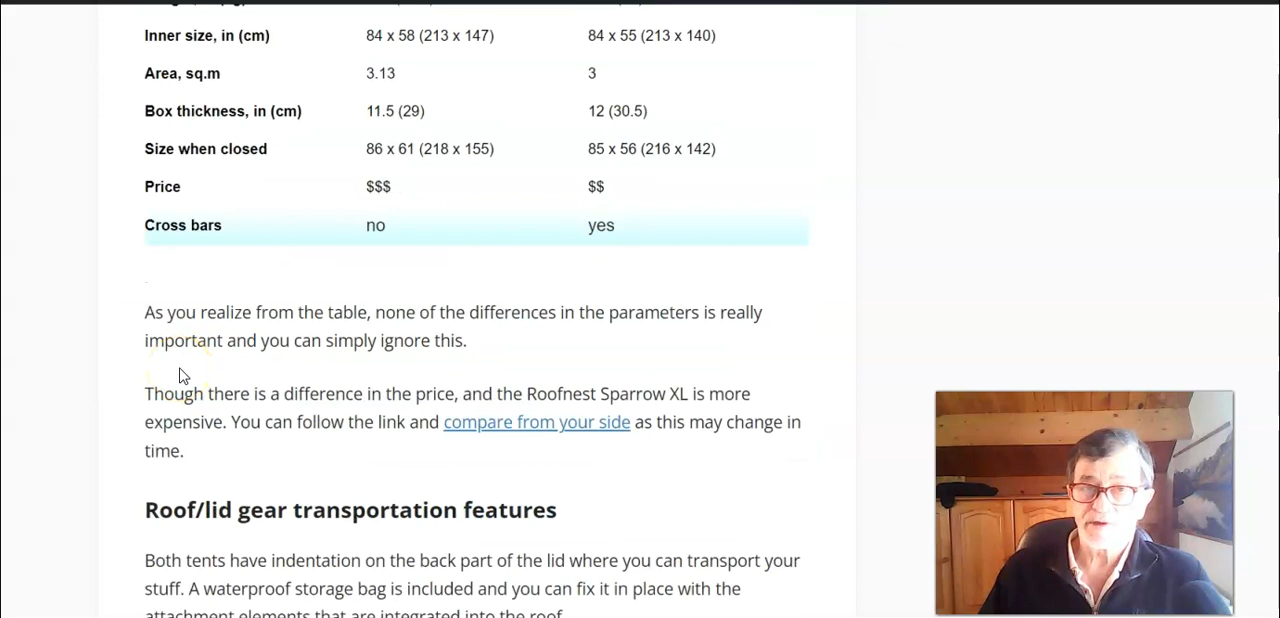 Inner size, in (cm) 84 x 58 (213 x 147) 84 x 55 (213 x 140)
Area, sq.m 3.13 3
Box thickness, in (cm) 11.5 (29) 12 (30.5)
Size when closed 86 x 61 (218 x 155) 85 x 56 (216 x 142)
Price $$$ $$
Cross bars no yes
As you realize from the table, none of the differences in the parameters is really
important and you can simply ignore this.
Though there is a difference in the price, and the Roofnest Sparrow XL is more
expensive. You can follow the link and compare from your side as this may change in
time.
Roof/lid gear transportation features
Both tents have indentation on the back part of the lid where you can transport your
stuff. A waterproof storage bag is included and you can fix it in place with the
attachment elements that are integrated into the roof.